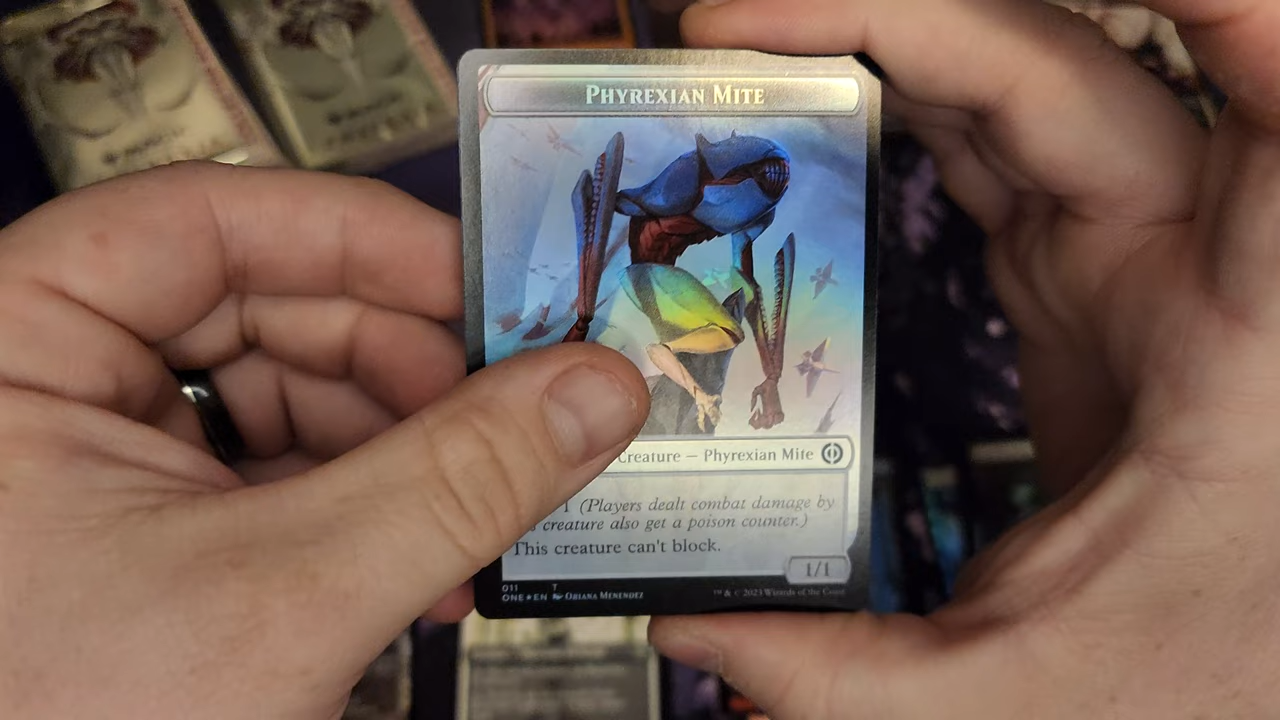 PHYREXIAN MITE
Creature — Phyrexian Mite
1 (Players dealt combat damage by
creature also get a poison counter.)
This creature can't block.
1/1
011 T
ONE★EN ORIANA MENENDEZ
™ & © 2023 Wizards of the Coast